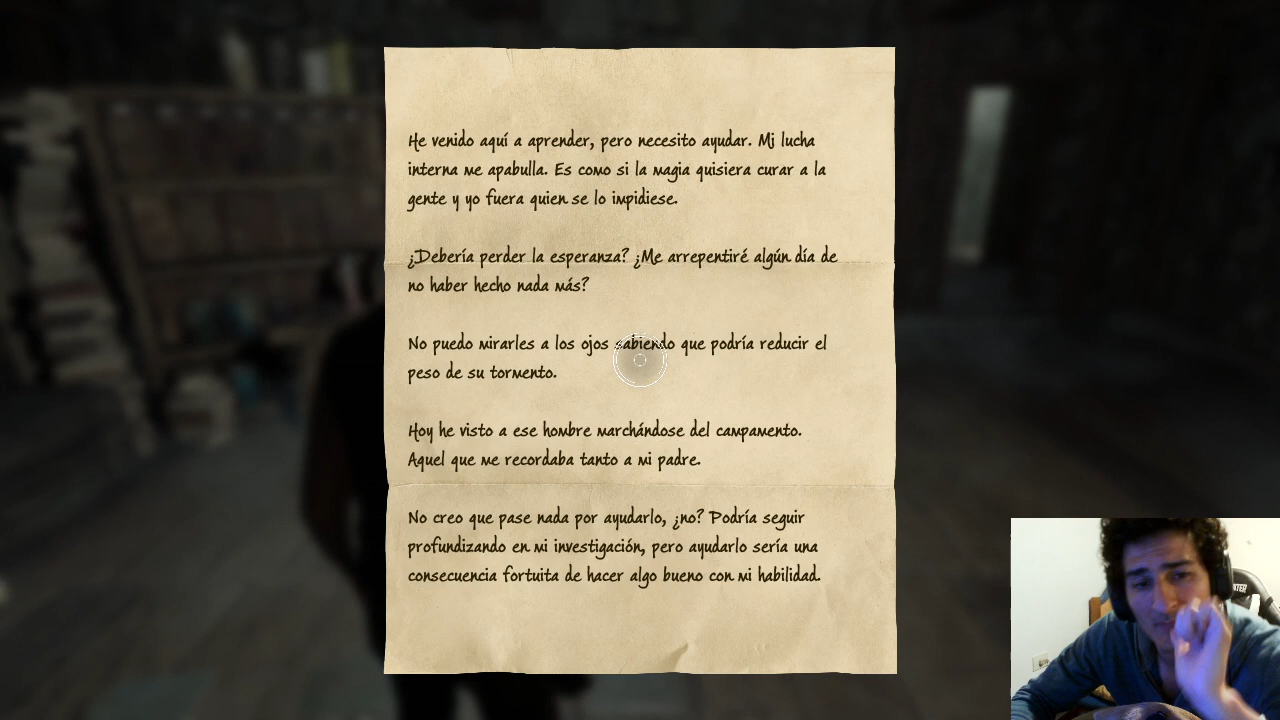 He venido aquí a aprender, pero necesito ayudar. Mi lucha
interna me apabulla. Es como si la magia quisiera curar a la
gente y yo fuera quien se lo impidiese.
¿Debería perder la esperanza? ¿Me arrepentiré algún día de
no haber hecho nada más?
No puedo mirarles a los ojos sabiendo que podría reducir el
peso de su tormento.
Hoy he visto a ese hombre marchándose del campamento.
Aquel que me recordaba tanto a mi padre.
No creo que pase nada por ayudarlo, ¿no? Podría seguir
profundizando en mi investigación, pero ayudarlo sería una
consecuencia fortuita de hacer algo bueno con mi habilidad.